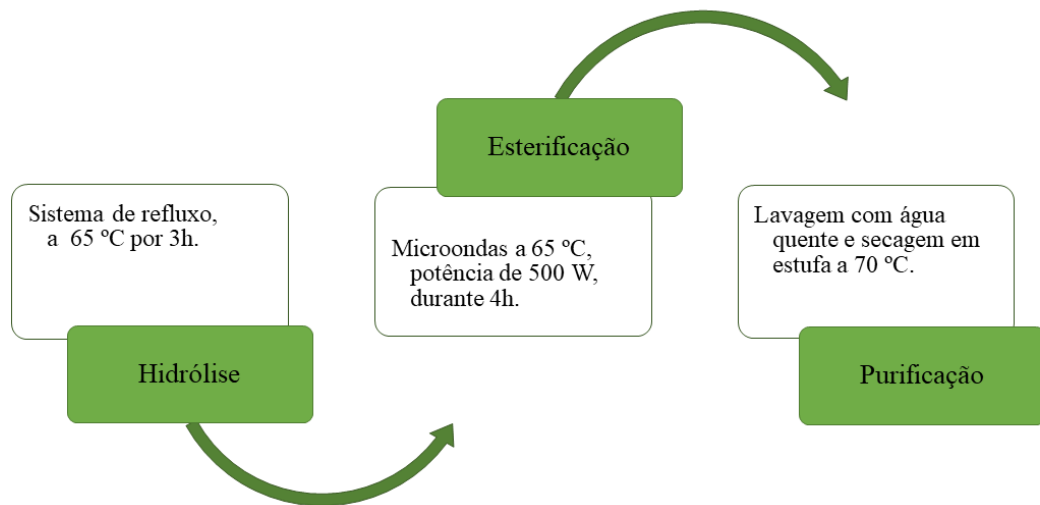 Sistema de refluxo,
a 65 ºC por 3h.
Hidrólise
Esterificação
Microondas a 65 ºC,
potência de 500 W,
durante 4h.
Lavagem com água
quente e secagem em
estufa a 70 ºC.
Purificação